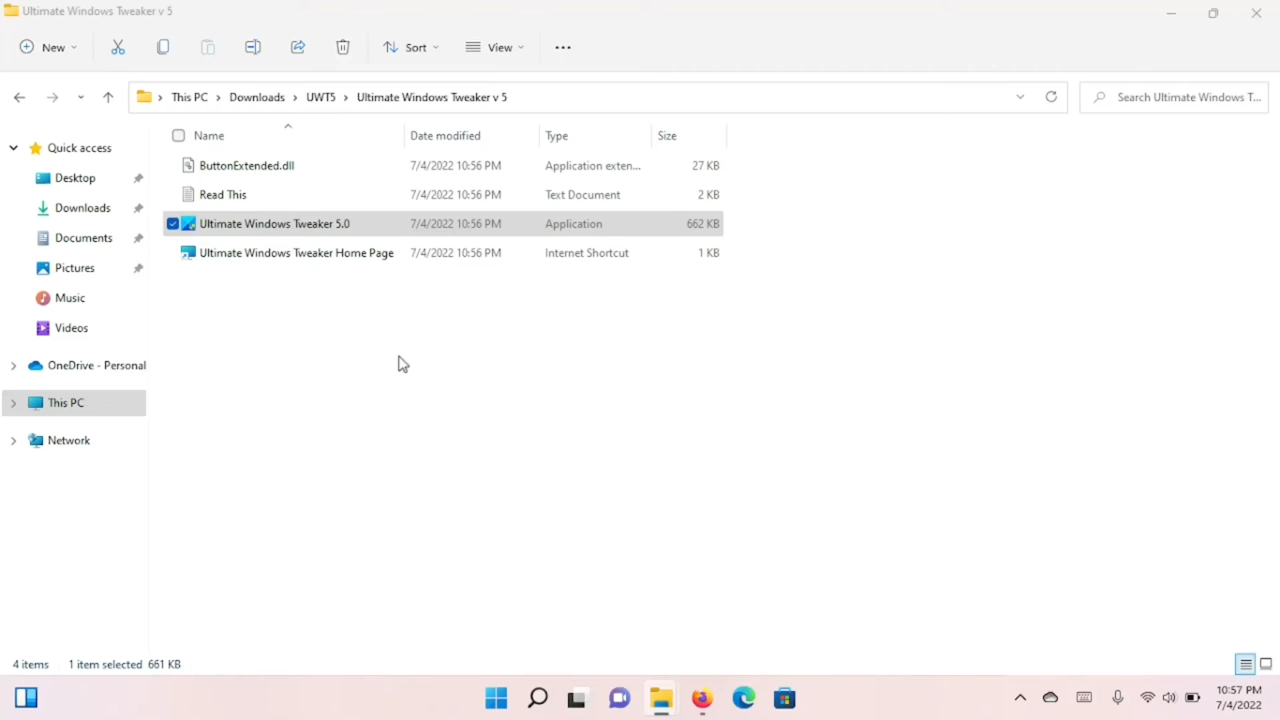 Ultimate Windows Tweaker v 5
New Sort View
This PC Downloads UWT5 Ultimate Windows Tweaker v 5 Search Ultimate Windows T...
Name Date modified Type Size
ButtonExtended.dll 7/4/2022 10:56 PM Application exten... 27 KB
Read This 7/4/2022 10:56 PM Text Document 2 KB
Ultimate Windows Tweaker 5.0 7/4/2022 10:56 PM Application 662 KB
Ultimate Windows Tweaker Home Page 7/4/2022 10:56 PM Internet Shortcut 1 KB
Quick access
Desktop
Downloads
Documents
Pictures
Music
Videos
OneDrive - Personal
This PC
Network
4 items 1 item selected 661 KB
10:57 PM
7/4/2022